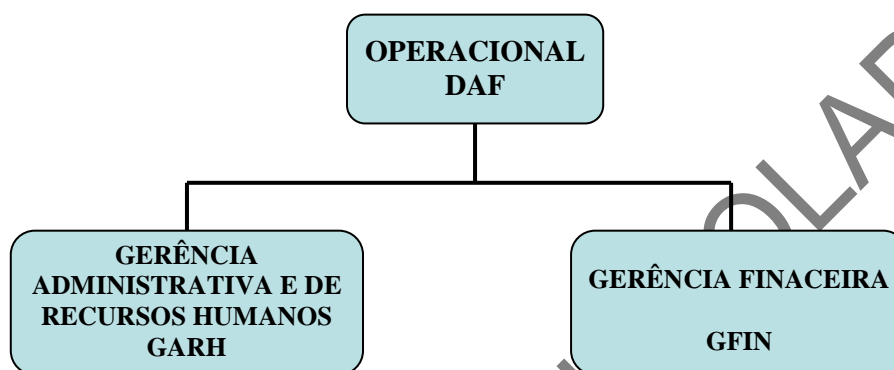 OPERACIONAL
DAF
GERÊNCIA
ADMINISTRATIVA E DE
RECURSOS HUMANOS
GARH
GERÊNCIA FINACEIRA
GFIN